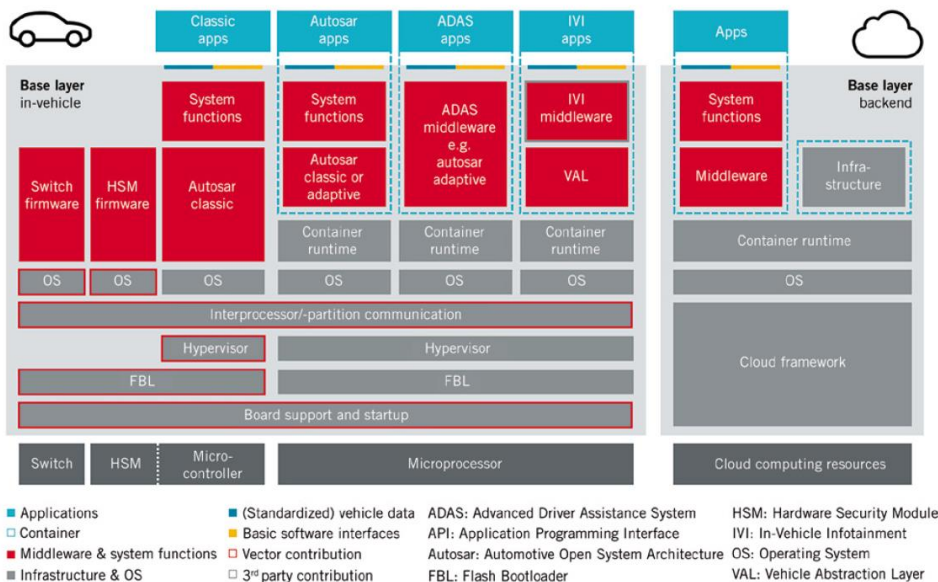 Classic
apps
Autosar
apps
ADAS
apps
IVI
apps
Apps
Base layer
in-vehicle
Base layer
backend
System
functions
System
functions
ADAS
middleware
e.g.
autosar
adaptive
IVI
middleware
System
functions
Switch
firmware
HSM
firmware
Autosar
classic
Autosar
classic or
adaptive
VAL
Middleware
Infra-
structure
Container
runtime
Container
runtime
Container
runtime
Container runtime
OS
OS
OS
OS
OS
OS
OS
Interprocessor/-partition communication
Hypervisor
Hypervisor
Cloud framework
FBL
FBL
Board support and startup
Switch
HSM
Micro-
controller
Microprocessor
Cloud computing resources
Applications
Container
Middleware & system functions
Infrastructure & OS
(Standardized) vehicle data
Basic software interfaces
Vector contribution
3rd party contribution
ADAS: Advanced Driver Assistance System
API: Application Programming Interface
Autosar: Automotive Open System Architecture
FBL: Flash Bootloader
HSM: Hardware Security Module
IVI: In-Vehicle Infotainment
OS: Operating System
VAL: Vehicle Abstraction Layer